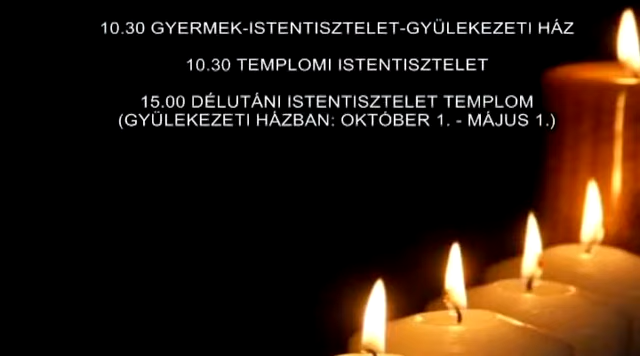 10.30 GYERMEK-ISTENTISZTELET-GYÜLEKEZETI HÁZ
10.30 TEMPLOMI ISTENTISZTELET
15.00 DÉLUTÁNI ISTENTISZTELET TEMPLOM
(GYÜLEKEZETI HÁZBAN: OKTÓBER 1. - MÁJUS 1.)